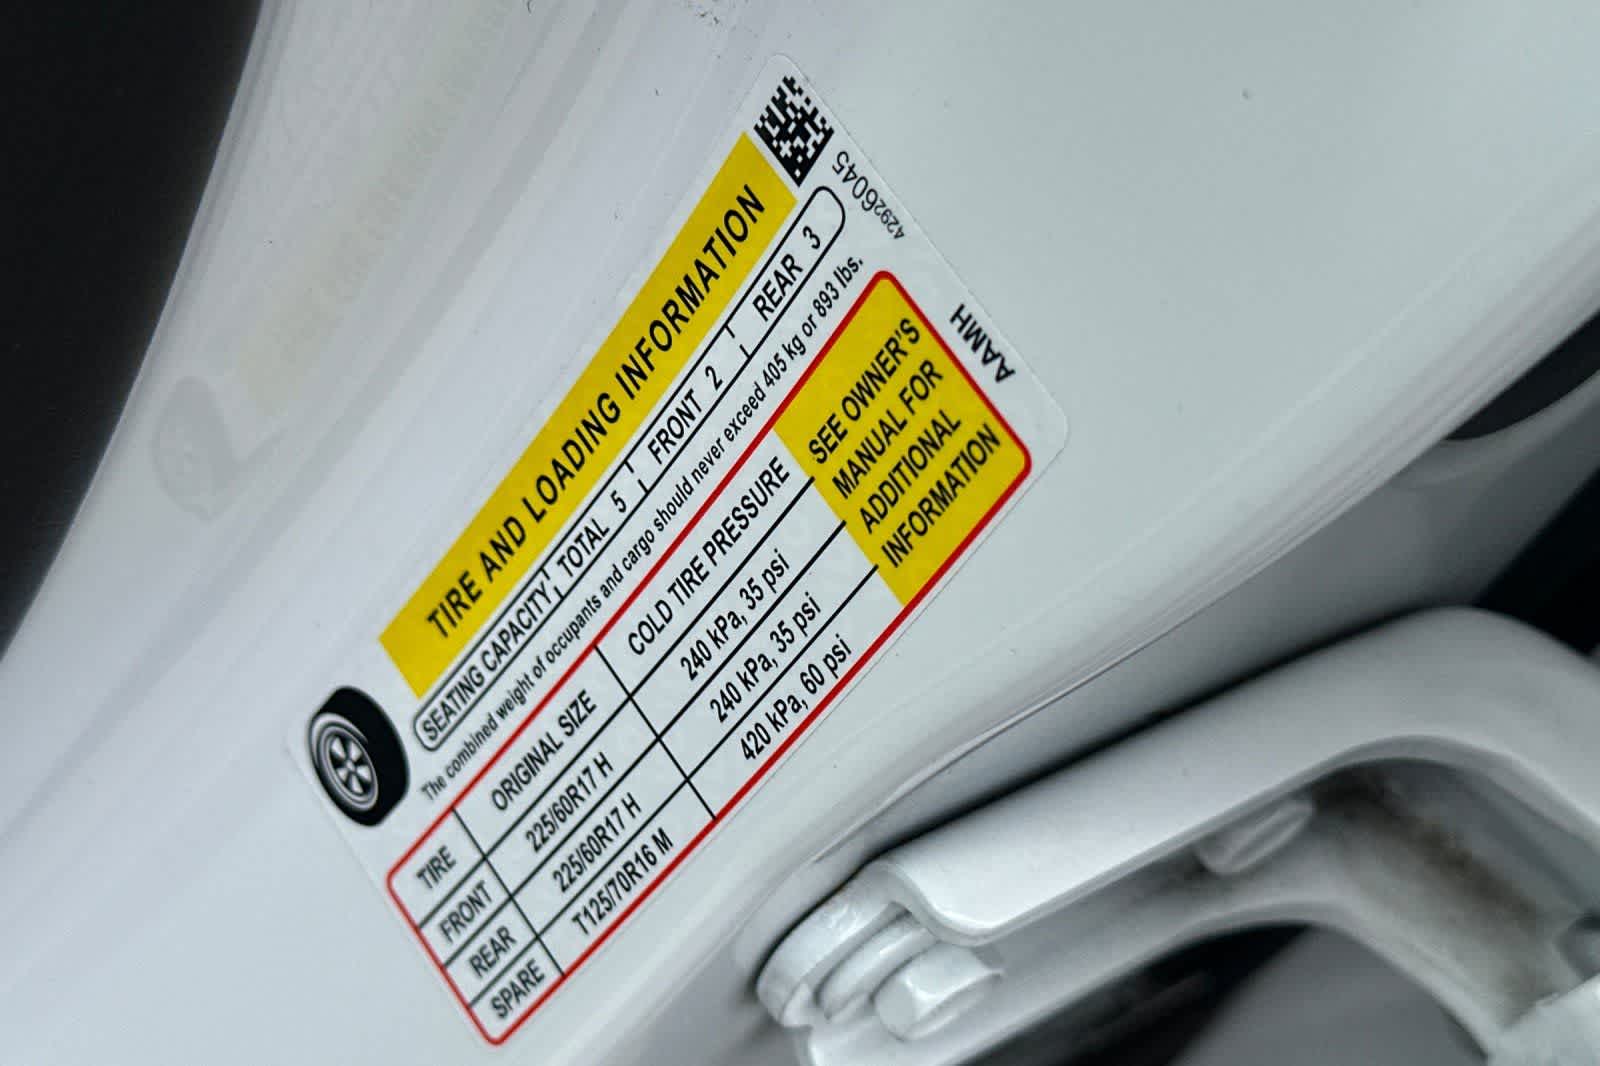 TIRE AND LOADING INFORMATION
SEATING CAPACITY TOTAL 5 FRONT 2 REAR 3
The combined weight of occupants and cargo should never exceed 405 kg or 893 lbs.
TIRE ORIGINAL SIZE COLD TIRE PRESSURE
FRONT 225/60R17 H 240 kPa, 35 psi
REAR 225/60R17 H 240 kPa, 35 psi
SPARE T125/70R16 M 420 kPa, 60 psi
SEE OWNER'S
MANUAL FOR
ADDITIONAL
INFORMATION
42926045
AAMH